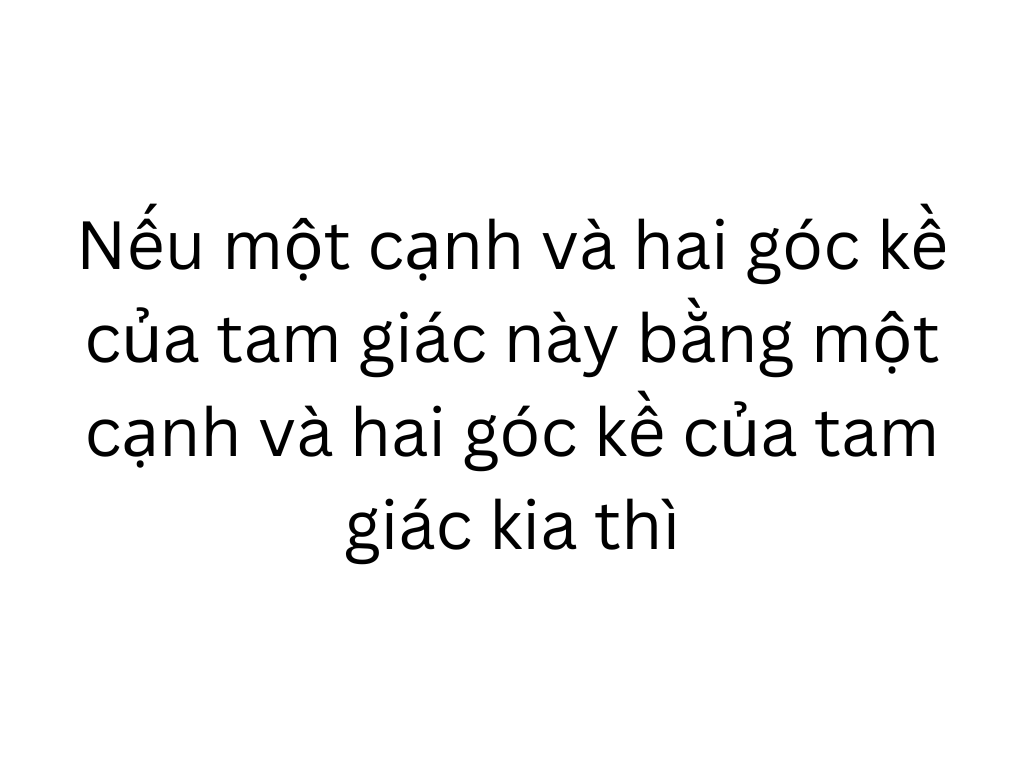 Nếu một cạnh và hai góc kề
của tam giác này bằng một
cạnh và hai góc kề của tam
giác kia thì